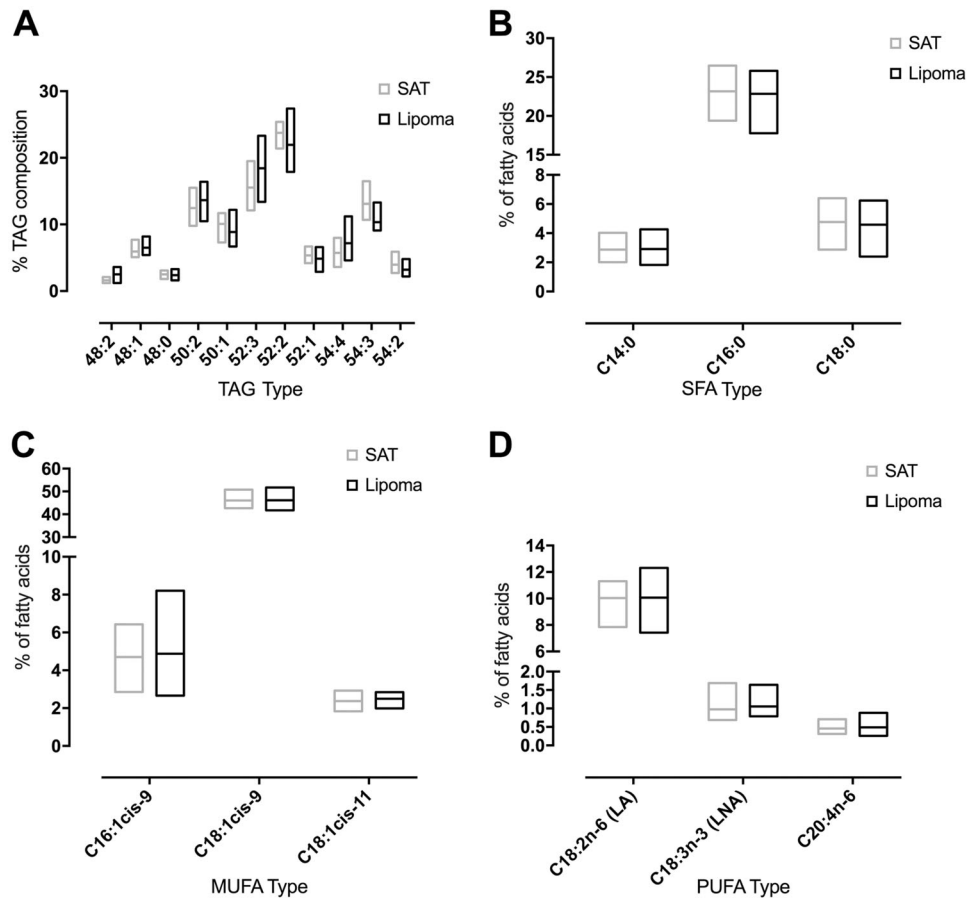 A
SAT
Lipoma
% TAG composition
30
20
10
0
48:2
48:1
48:0
50:2
50:1
52:3
52:2
52:1
54:4
54:3
54:2
TAG Type
B
SAT
Lipoma
% of fatty acids
30
25
20
15
8
6
4
2
0
C14:0
C16:0
C18:0
SFA Type
C
SAT
Lipoma
% of fatty acids
60
50
40
30
10
8
6
4
2
0
C16:1cis-9
C18:1cis-9
C18:1cis-11
MUFA Type
D
SAT
Lipoma
% of fatty acids
14
12
10
8
6
2.0
1.5
1.0
0.5
0.0
C18:2n-6 (LA)
C18:3n-3 (LNA)
C20:4n-6
PUFA Type